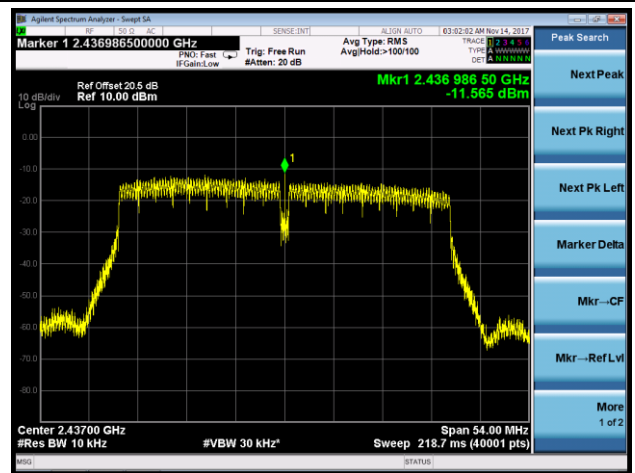 Agilent Spectrum Analyzer - Swept SA
RF 50 Ω AC SENSE:INT ALIGN AUTO 03:02:02 AM Nov 14, 2017
Marker 1 2.436986500000 GHz
PNO: Fast
IFGain:Low
Trig: Free Run
#Atten: 20 dB
Avg Type: RMS
Avg|Hold:>100/100
TRACE 1 2 3 4 5 6
TYPE A WWWWW
DET A NNNNN
Peak Search
Ref Offset 20.5 dB
Ref 10.00 dBm
10 dB/div
Log
Mkr1 2.436 986 50 GHz
-11.565 dBm
0.00
-10.0
-20.0
-30.0
-40.0
-50.0
-60.0
-70.0
-80.0
1
Center 2.43700 GHz
#Res BW 10 kHz
#VBW 30 kHz*
Span 54.00 MHz
Sweep 218.7 ms (40001 pts)
MSG
STATUS
Next Peak
Next Pk Right
Next Pk Left
Marker Delta
Mkr→CF
Mkr→Ref Lvl
More
1 of 2